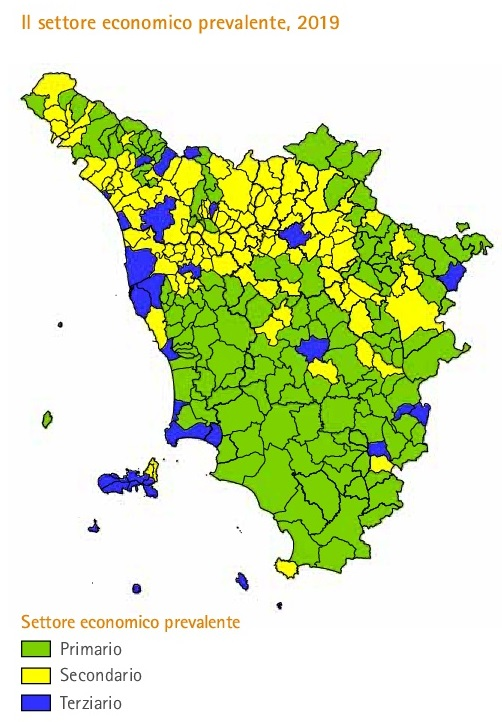 Il settore economico prevalente, 2019
Settore economico prevalente
Primario
Secondario
Terziario